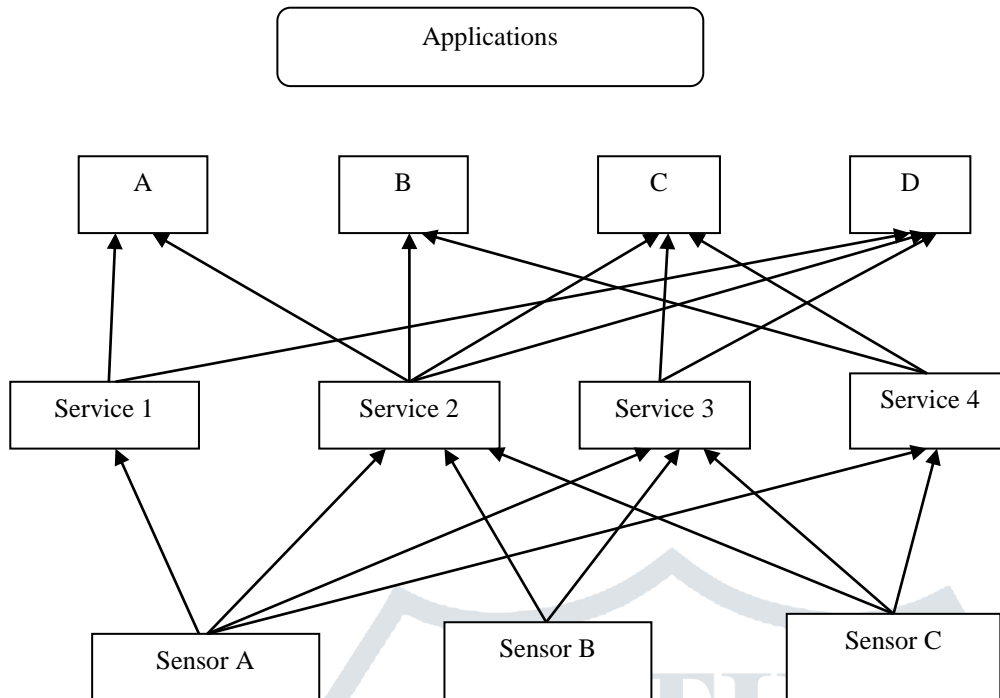 Applications
A
B
C
D
Service 1
Service 2
Service 3
Service 4
Sensor A
Sensor B
Sensor C